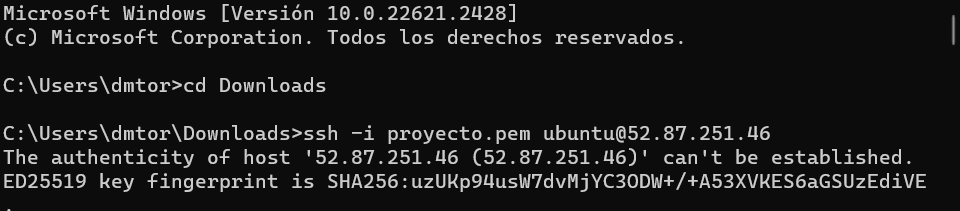 Microsoft Windows [Versión 10.0.22621.2428]
(c) Microsoft Corporation. Todos los derechos reservados.
C:\Users\dmtor>cd Downloads
C:\Users\dmtor\Downloads>ssh -i proyecto.pem ubuntu@52.87.251.46
The authenticity of host '52.87.251.46 (52.87.251.46)' can't be established.
ED25519 key fingerprint is SHA256:uzUKp94usW7dvMjYC3ODW+/+A53XVKES6aGSUzEdiVE
.